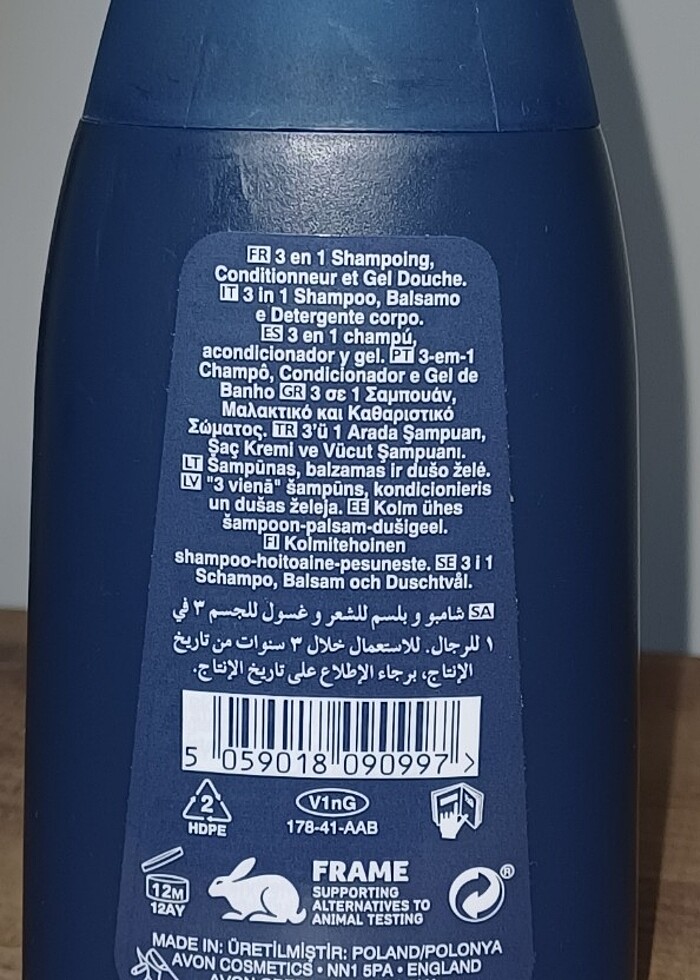 FR 3 en 1 Shampoing,
Conditionneur et Gel Douche.
IT 3 in 1 Shampoo, Balsamo
e Detergente corpo.
ES 3 en 1 champú,
acondicionador y gel. PT 3-em-1
Champô, Condicionador e Gel de
Banho GR 3 σε 1 Σαμπουάν,
Μαλακτικό και Καθαριστικό
Σώματος. TR 3'ü 1 Arada Şampuan,
Saç Kremi ve Vücut Şampuanı.
LT Šampūnas, balzamas ir dušo želė.
LV "3 vienā" šampūns, kondicionieris
un dušas želeja. EE Kolm ühes
šampoon-palsam-dušigeel.
FI Kolmitehoinen
shampoo-hoitoaine-pesuneste. SE 3 i 1
Schampo, Balsam och Duschtvål.
SA شامبو و بلسم للشعر و غسول للجسم ٣ في
١ للرجال. للاستعمال خلال ٣ سنوات من تاريخ
الإنتاج، برجاء الإطلاع على تاريخ الإنتاج.
5 059018 090997 >
2
HDPE
V1nG
178-41-AAB
12M
12AY
FRAME
SUPPORTING
ALTERNATIVES TO
ANIMAL TESTING
®
MADE IN: ÜRETİLMİŞTİR: POLAND/POLONYA
AVON COSMETICS • NN1 5PA • ENGLAND